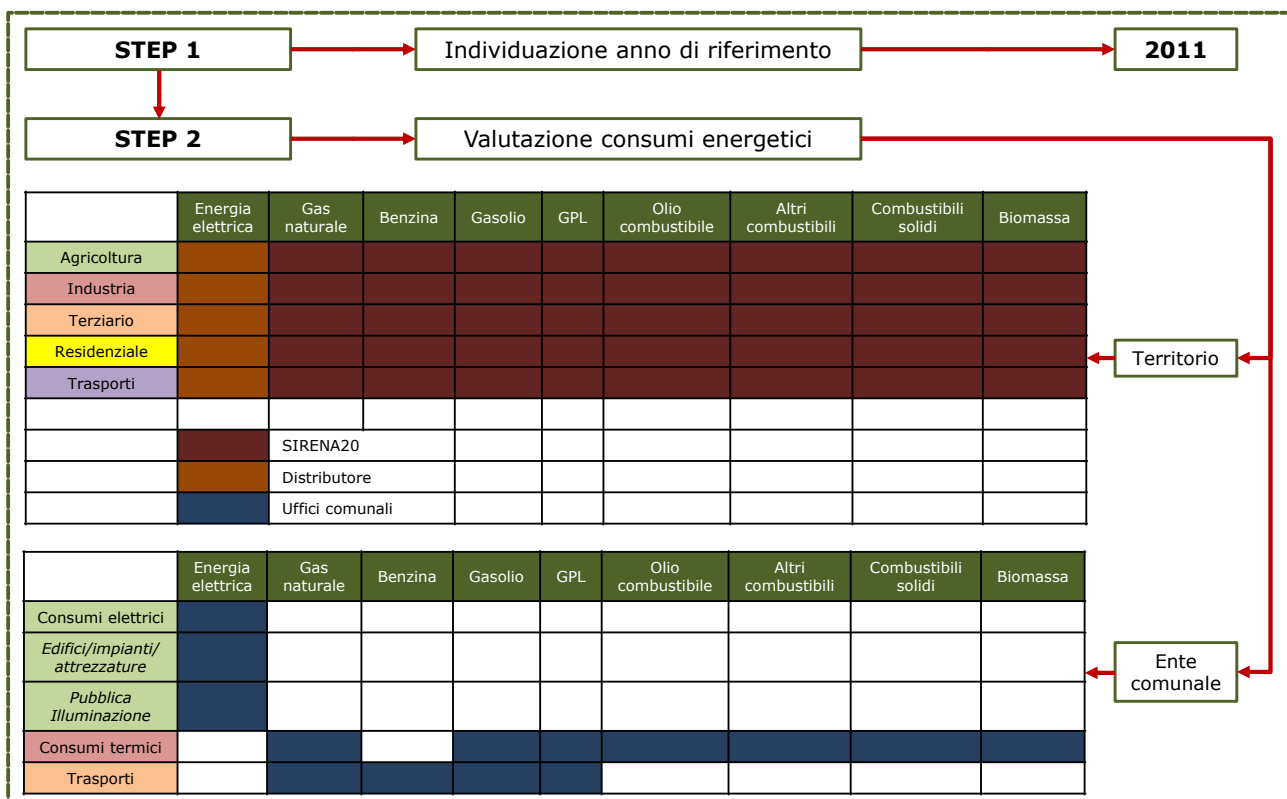 STEP 1
Individuazione anno di riferimento
2011
STEP 2
Valutazione consumi energetici
Energia
elettrica
Gas
naturale
Benzina
Gasolio
GPL
Olio
combustibile
Altri
combustibili
Combustibili
solidi
Biomassa
Agricoltura
Industria
Terziario
Residenziale
Trasporti
Territorio
SIRENA20
Distributore
Uffici comunali
Energia
elettrica
Gas
naturale
Benzina
Gasolio
GPL
Olio
combustibile
Altri
combustibili
Combustibili
solidi
Biomassa
Consumi elettrici
Edifici/impianti/
attrezzature
Pubblica
Illuminazione
Consumi termici
Trasporti
Ente
comunale